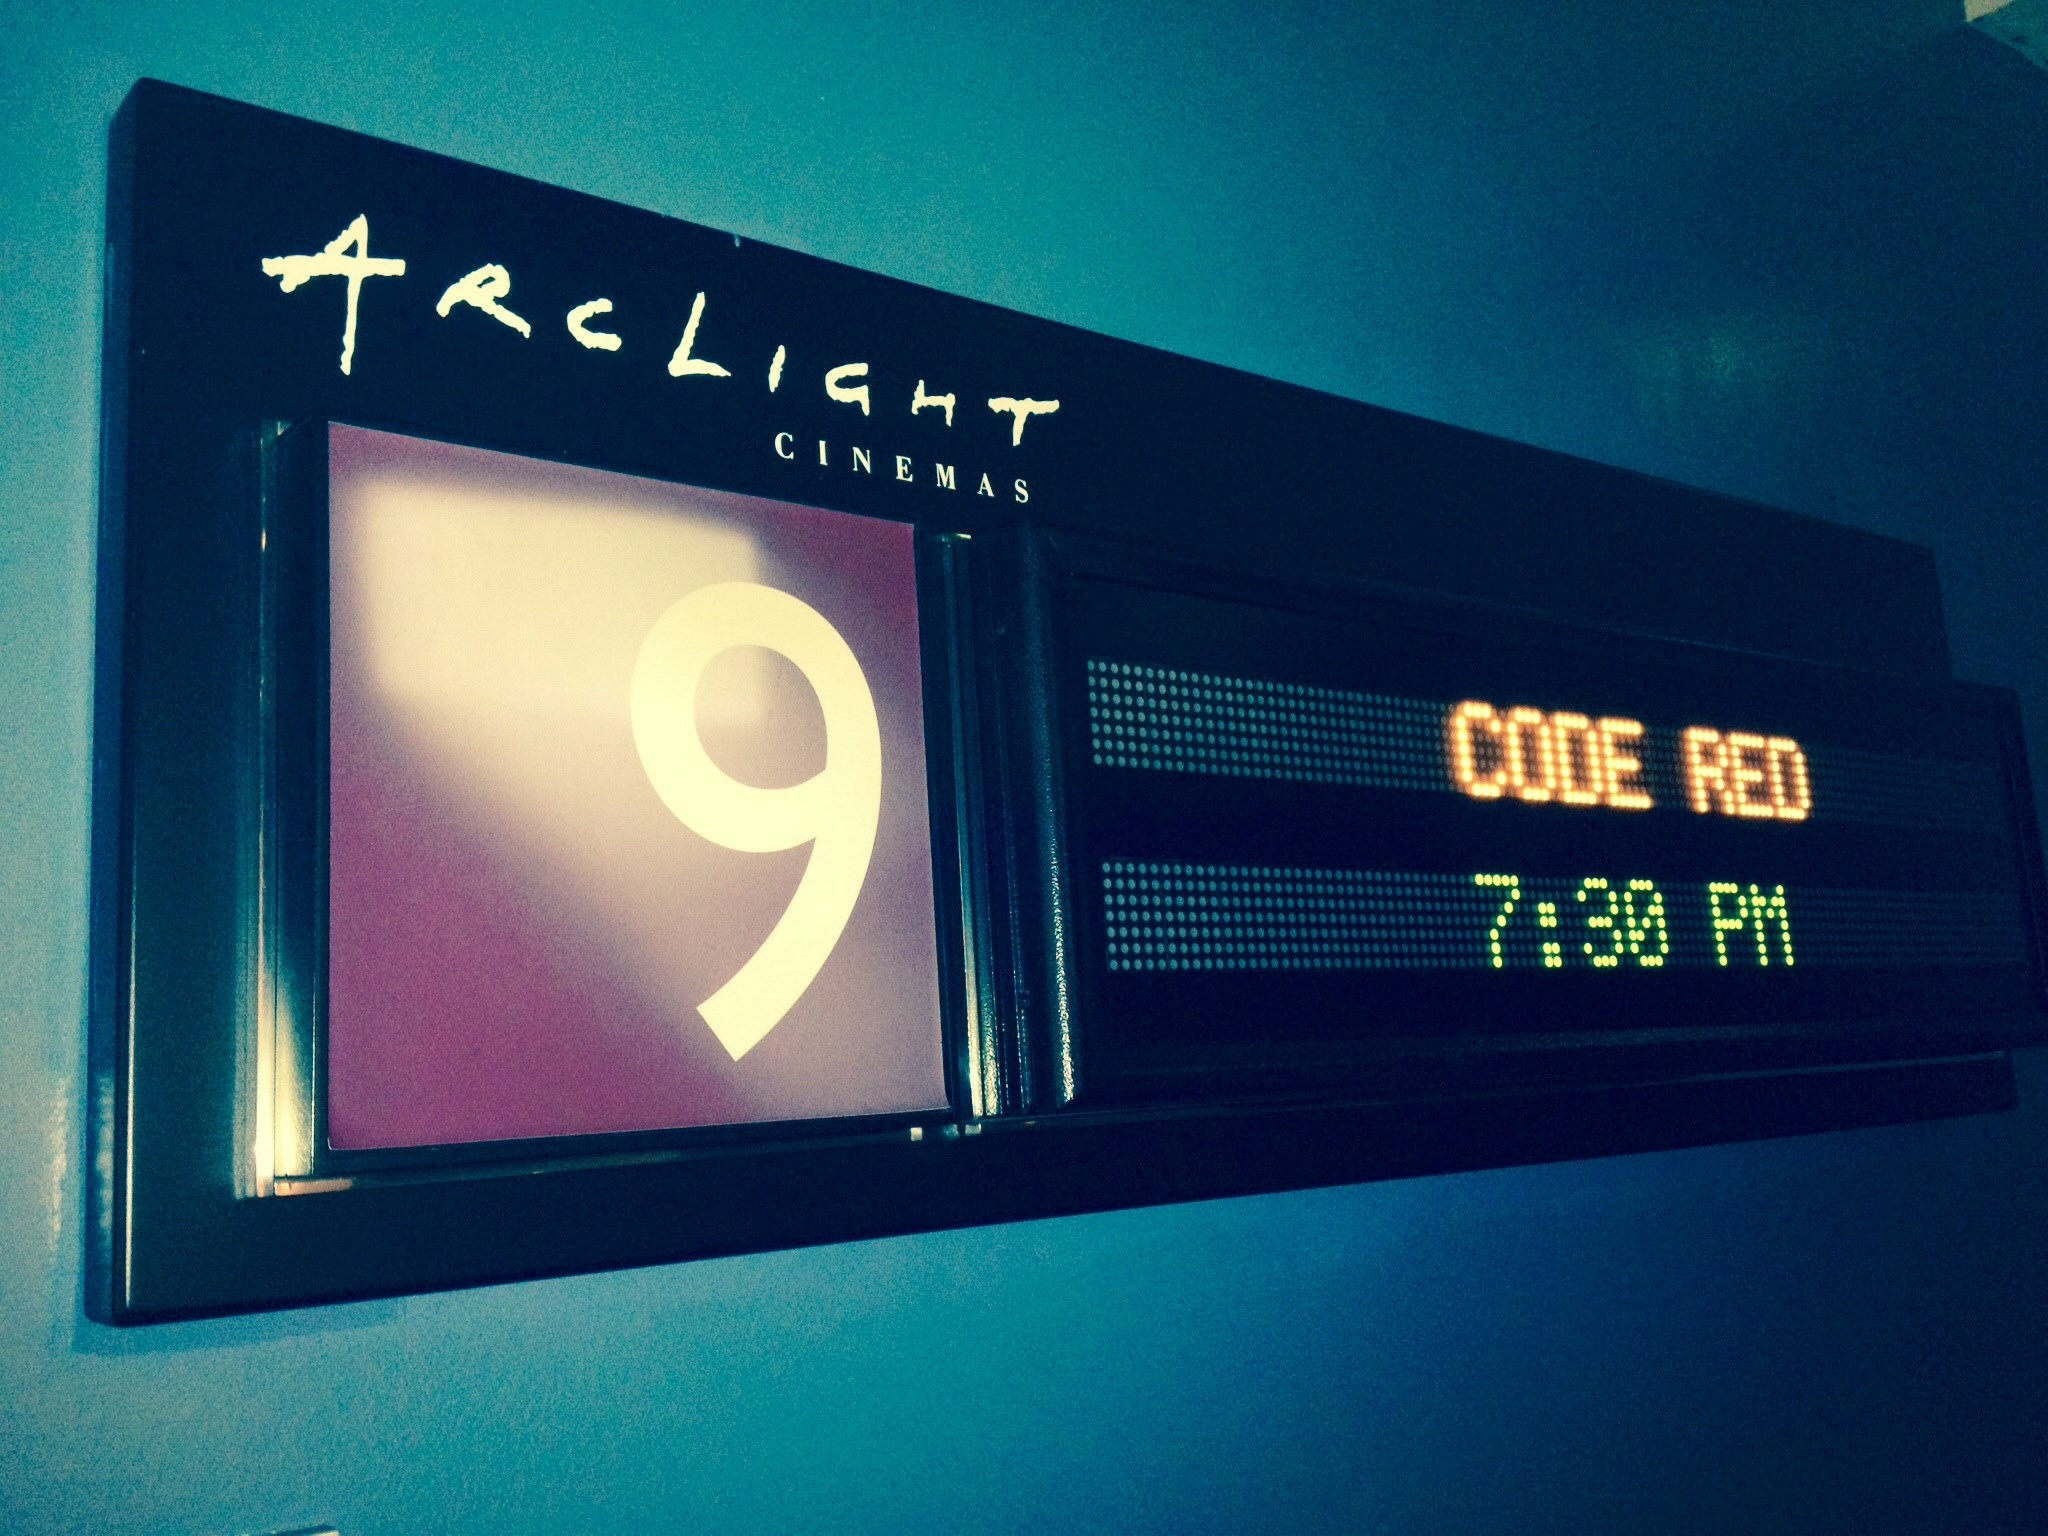 ARCLIGHT
CINEMAS
9
CODE RED
7:30 PM